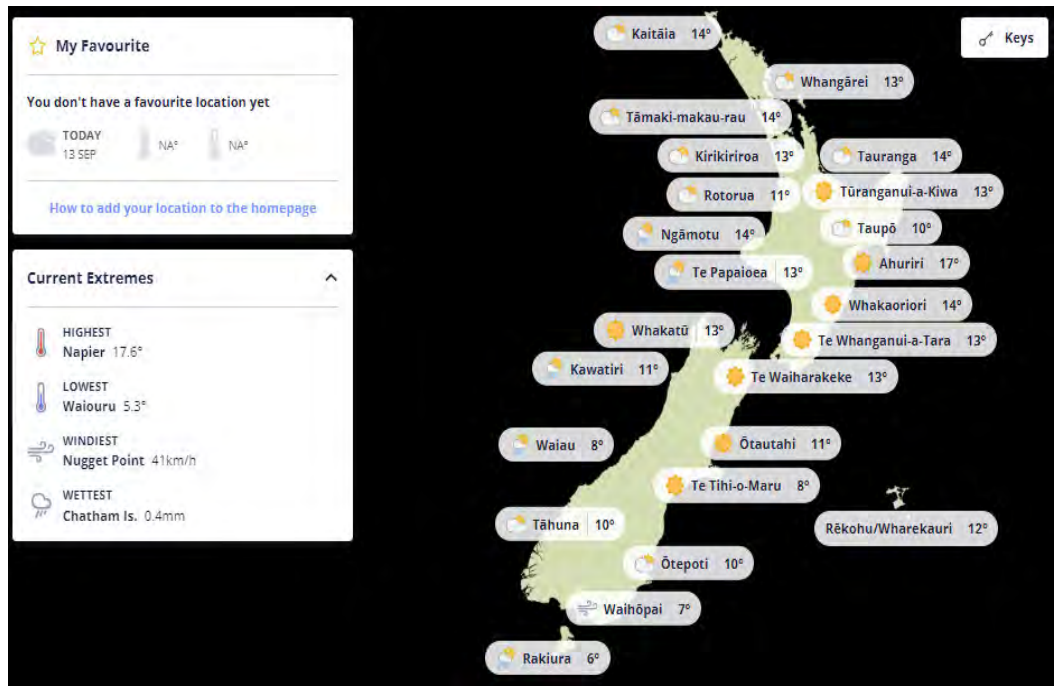 My Favourite
You don't have a favourite location yet
TODAY
13 SEP
NA°
NA°
How to add your location to the homepage
Current Extremes
HIGHEST
Napier 17.6°
LOWEST
Waiouru 5.3°
WINDIEST
Nugget Point 41km/h
WETTEST
Chatham Is. 0.4mm
Keys
Kaitāia 14°
Whangārei 13°
Tāmaki-makau-rau 14°
Kirikiriroa 13°
Tauranga 14°
Rotorua 11°
Tūranganui-a-Kiwa 13°
Ngāmotu 14°
Taupō 10°
Te Papaioea 13°
Ahuriri 17°
Whakaoriori 14°
Whakatū 13°
Te Whanganui-a-Tara 13°
Kawatiri 11°
Te Waiharakeke 13°
Waiau 8°
Ōtautahi 11°
Te Tihi-o-Maru 8°
Tāhuna 10°
Rēkohu/Wharekauri 12°
Ōtepoti 10°
Waihōpai 7°
Rakiura 6°